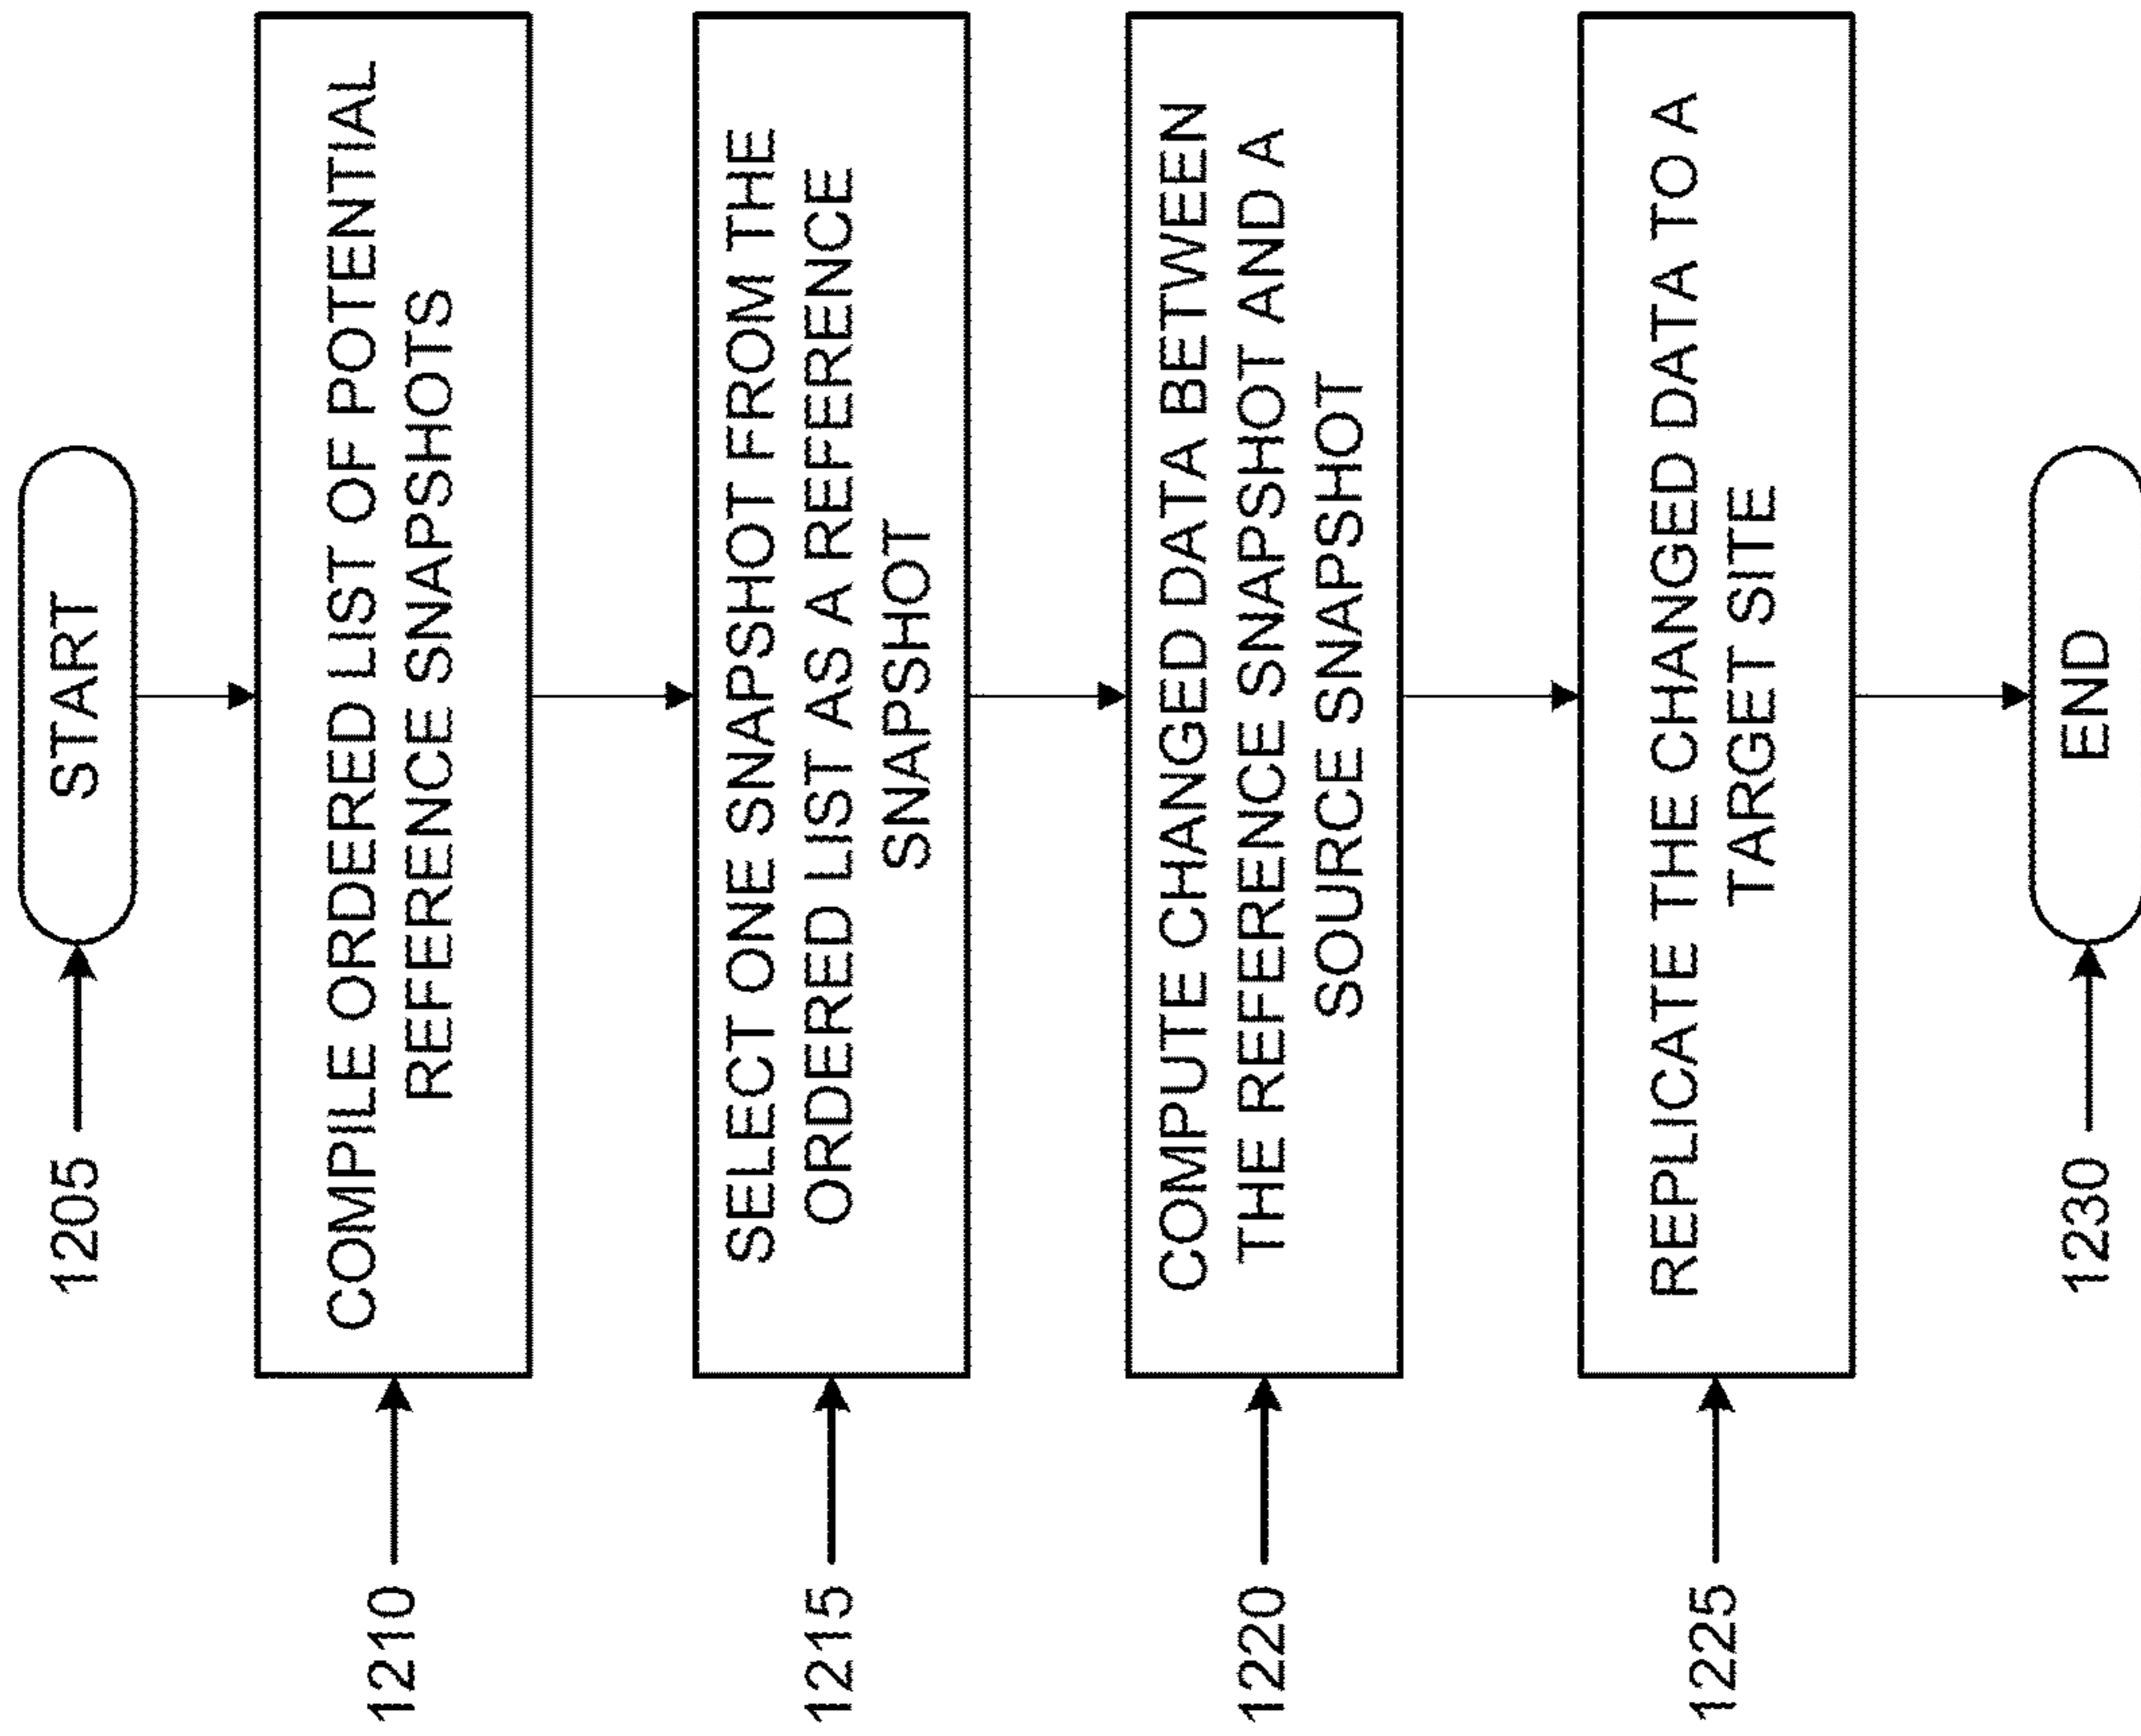 1205
START
1210
COMPILE ORDERED LIST OF POTENTIAL
REFERENCE SNAPSHOTS
1215
SELECT ONE SNAPSHOT FROM THE
ORDERED LIST AS A REFERENCE
SNAPSHOT
1220
COMPUTE CHANGED DATA BETWEEN
THE REFERENCE SNAPSHOT AND A
SOURCE SNAPSHOT
1225
REPLICATE THE CHANGED DATA TO A
TARGET SITE
1230
END